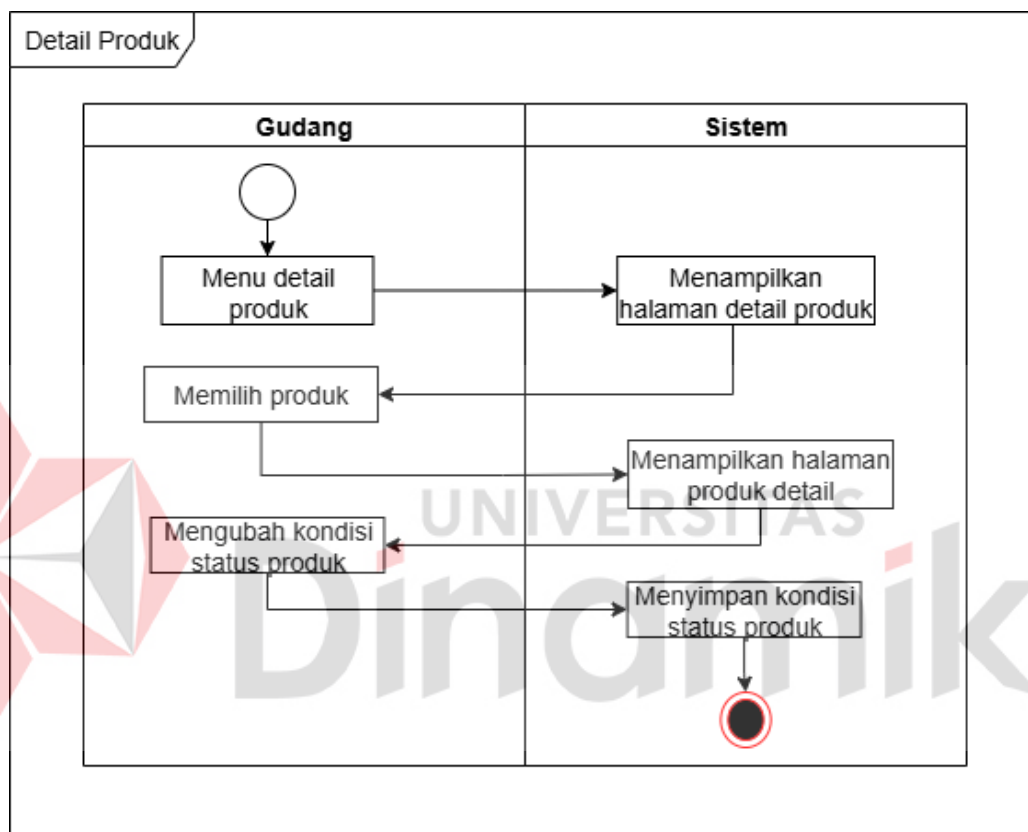 Detail Produk
Gudang
Sistem
Menu detail
produk
Menampilkan
halaman detail produk
Memilih produk
Menampilkan halaman
produk detail
UNIVERSITAS
Dinamik
Mengubah kondisi
status produk
Menyimpan kondisi
status produk